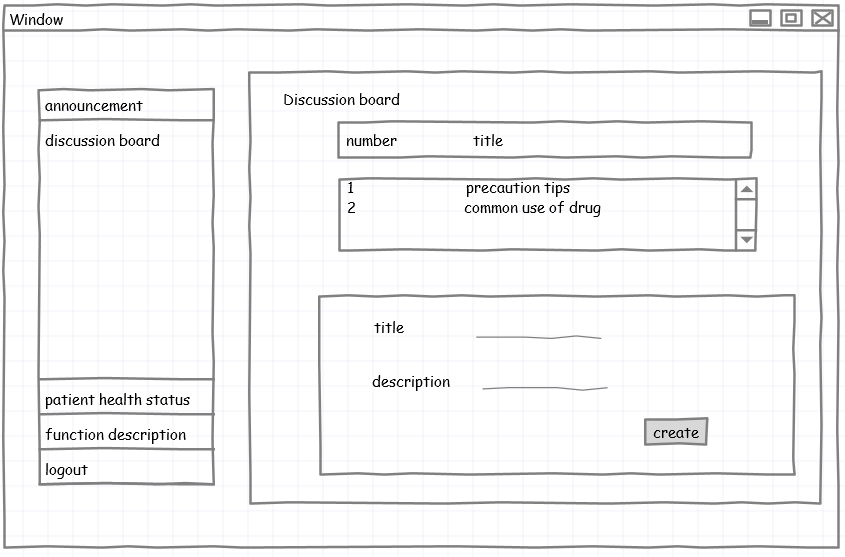 Window
announcement
discussion board
patient health status
function description
logout
Discussion board
number title
1 precaution tips
2 common use of drug
title
description
create